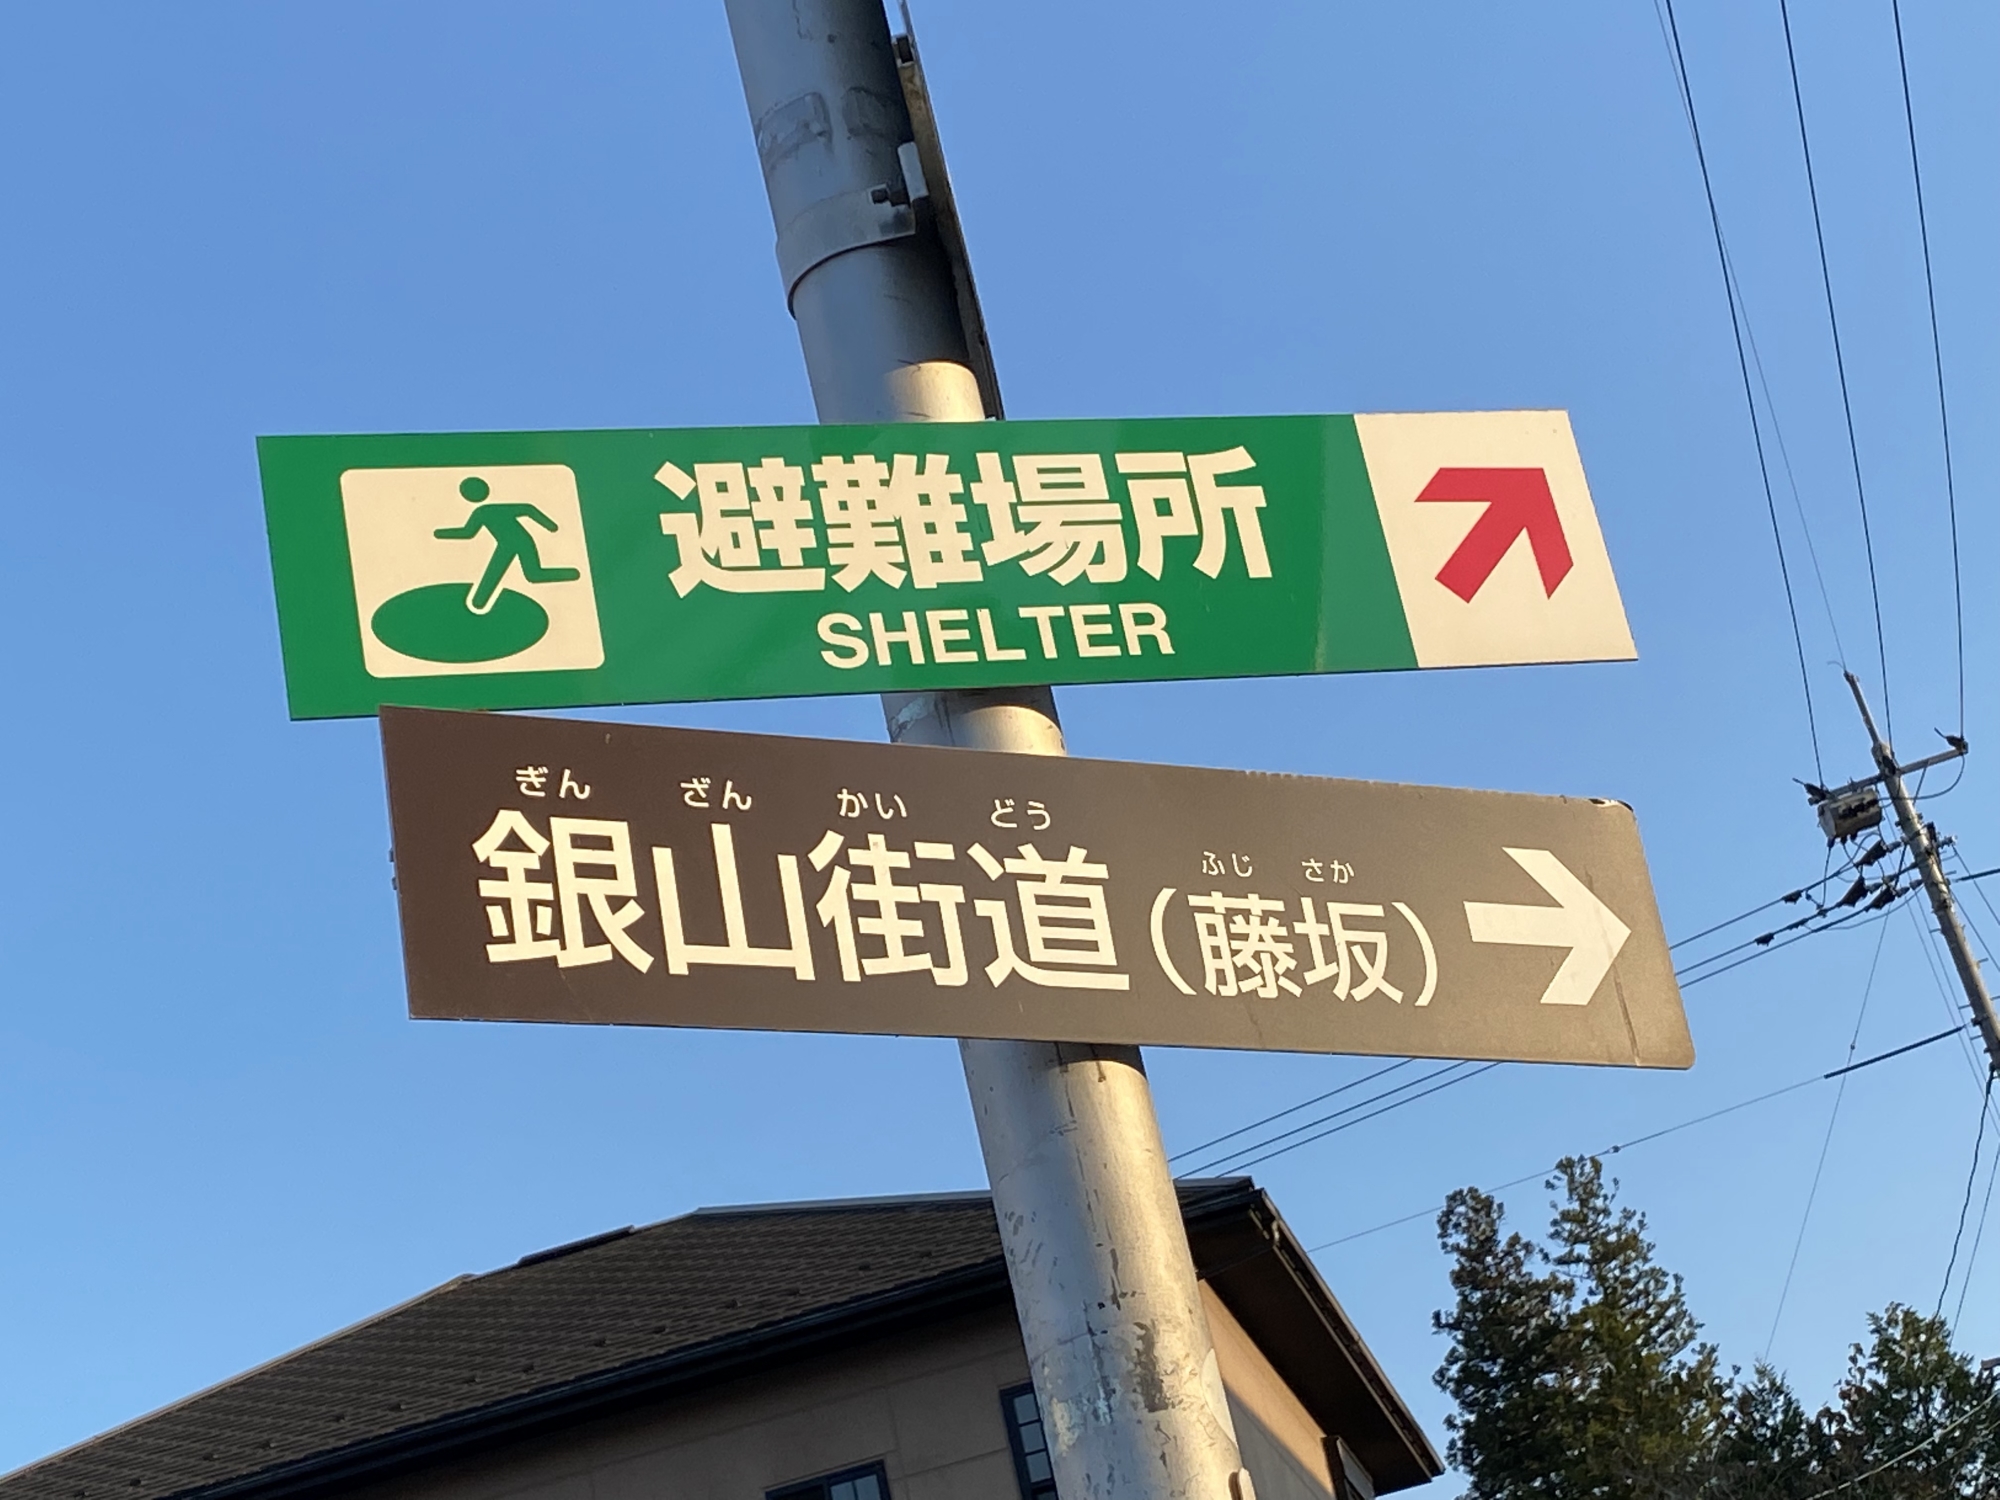 避難場所
SHELTER
ぎん ざん かい どう ふじ さか
銀山街道(藤坂)